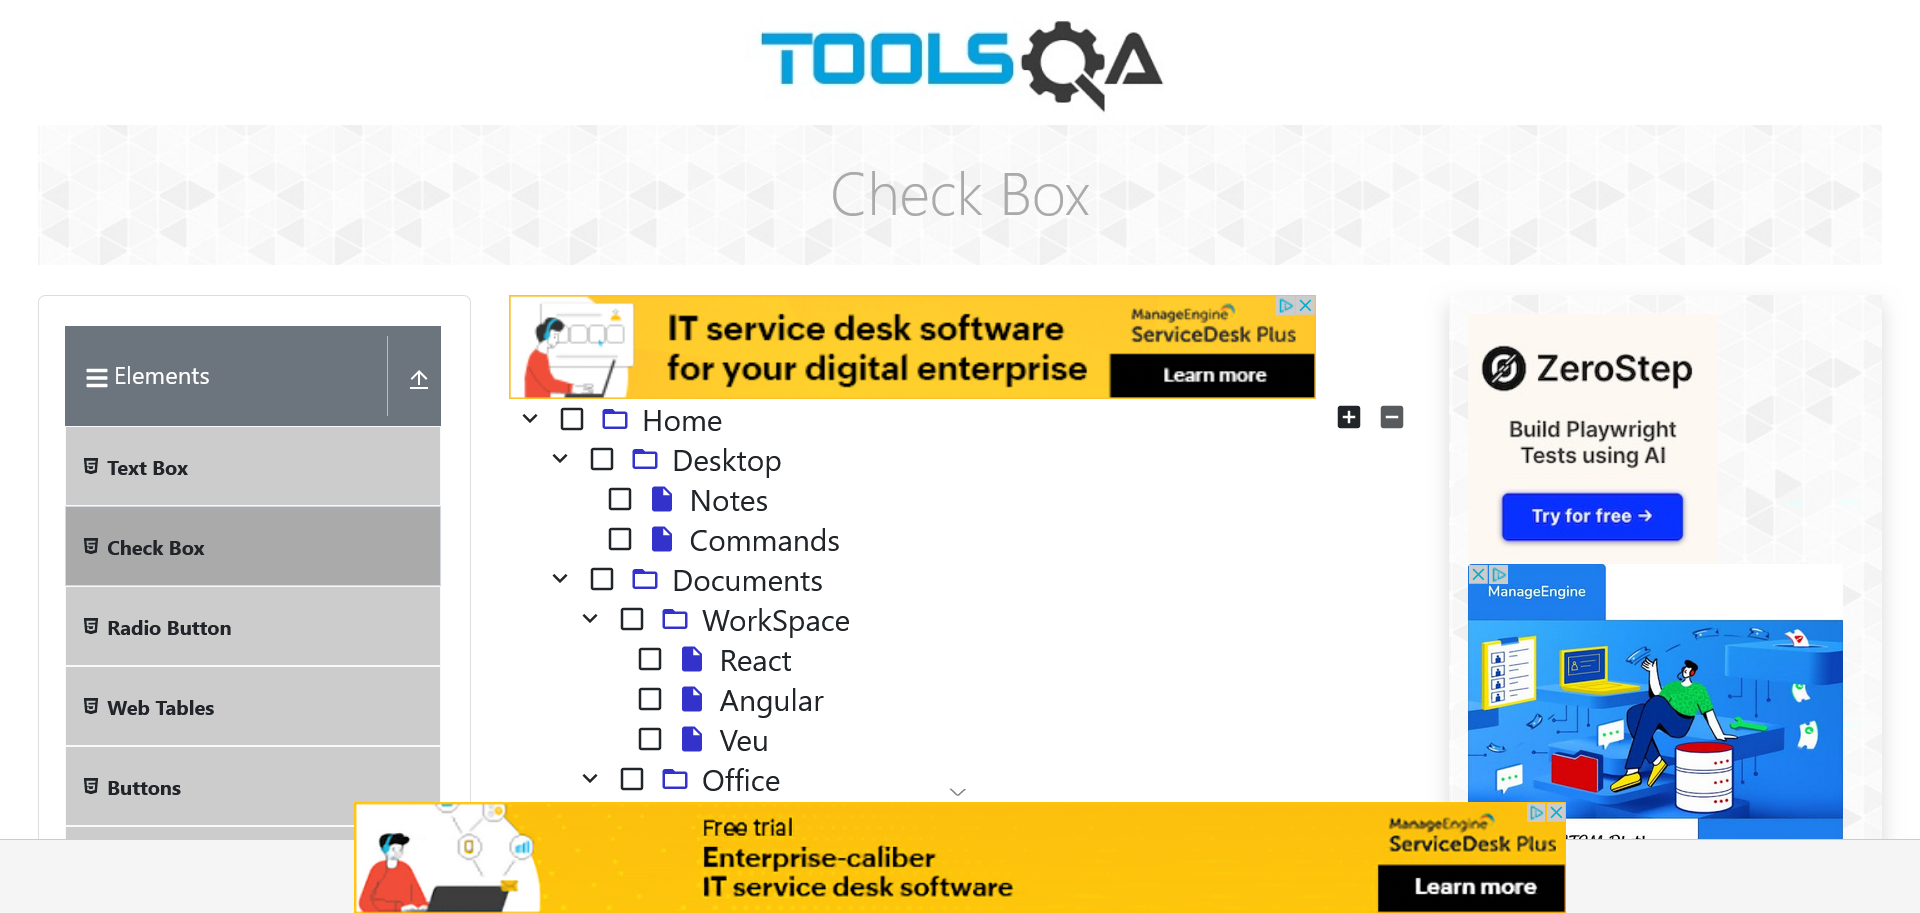 TOOLSQA
Check Box
Elements
Text Box
Check Box
Radio Button
Web Tables
Buttons
IT service desk software
for your digital enterprise
ManageEngine
ServiceDesk Plus
Learn more
Home
Desktop
Notes
Commands
Documents
WorkSpace
React
Angular
Veu
Office
ZeroStep
Build Playwright
Tests using AI
Try for free →
ManageEngine
Free trial
Enterprise-caliber
IT service desk software
ManageEngine
ServiceDesk Plus
Learn more